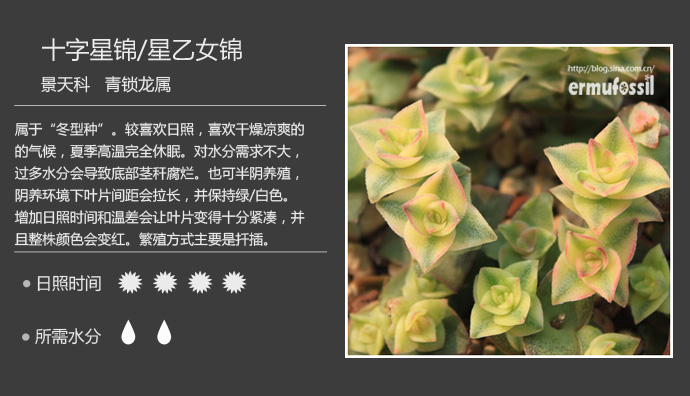 十字星锦/星乙女锦
景天科 青锁龙属
属于“冬型种”。较喜欢日照，喜欢干燥凉爽的
的气候，夏季高温完全休眠。对水分需求不大，
过多水分会导致底部茎秆腐烂。也可半阴养殖，
阴养环境下叶片间距会拉长，并保持绿/白色。
增加日照时间和温差会让叶片变得十分紧凑，并
且整株颜色会变红。繁殖方式主要是扦插。
日照时间
所需水分
http://blog.sina.com.cn/
ermufossil
http://blog.sina.com.cn/
ermufossil